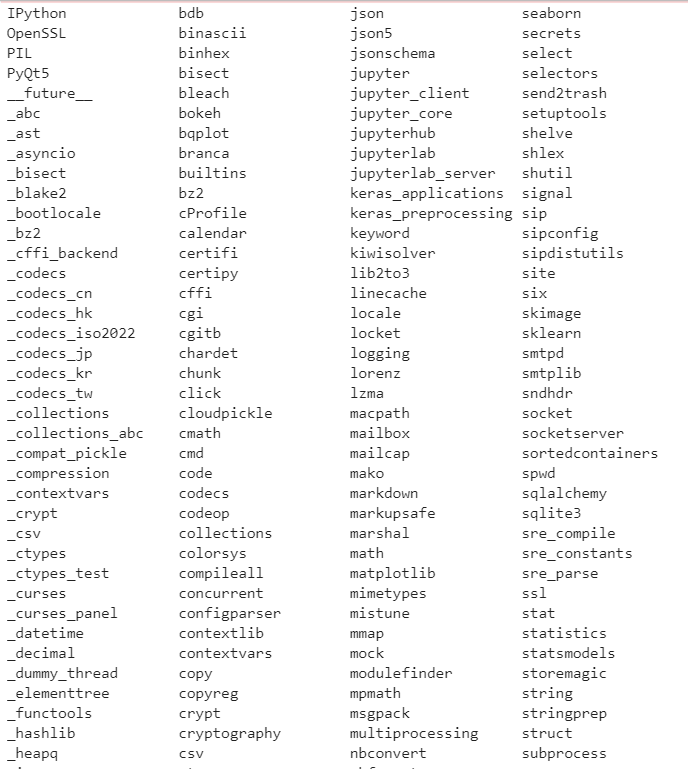 IPython bdb json seaborn
OpenSSL binascii json5 secrets
PIL binhex jsonschema select
PyQt5 bisect jupyter selectors
__future__ bleach jupyter_client send2trash
_abc bokeh jupyter_core setuptools
_ast bqplot jupyterhub shelve
_asyncio branca jupyterlab shlex
_bisect builtins jupyterlab_server shutil
_blake2 bz2 keras_applications signal
_bootlocale cProfile keras_preprocessing sip
_bz2 calendar keyword sipconfig
_cffi_backend certifi kiwisolver sipdistutils
_codecs certipy lib2to3 site
_codecs_cn cffi linecache six
_codecs_hk cgi locale skimage
_codecs_iso2022 cgitb locket sklearn
_codecs_jp chardet logging smtpd
_codecs_kr chunk lorenz smtplib
_codecs_tw click lzma sndhdr
_collections cloudpickle macpath socket
_collections_abc cmath mailbox socketserver
_compat_pickle cmd mailcap sortedcontainers
_compression code mako spwd
_contextvars codecs markdown sqlalchemy
_crypt codeop markupsafe sqlite3
_csv collections marshal sre_compile
_ctypes colorsys math sre_constants
_ctypes_test compileall matplotlib sre_parse
_curses concurrent mimetypes ssl
_curses_panel configparser mistune stat
_datetime contextlib mmap statistics
_decimal contextvars mock statsmodels
_dummy_thread copy modulefinder storemagic
_elementtree copyreg mpmath string
_functools crypt msgpack stringprep
_hashlib cryptography multiprocessing struct
_heapq csv nbconvert subprocess